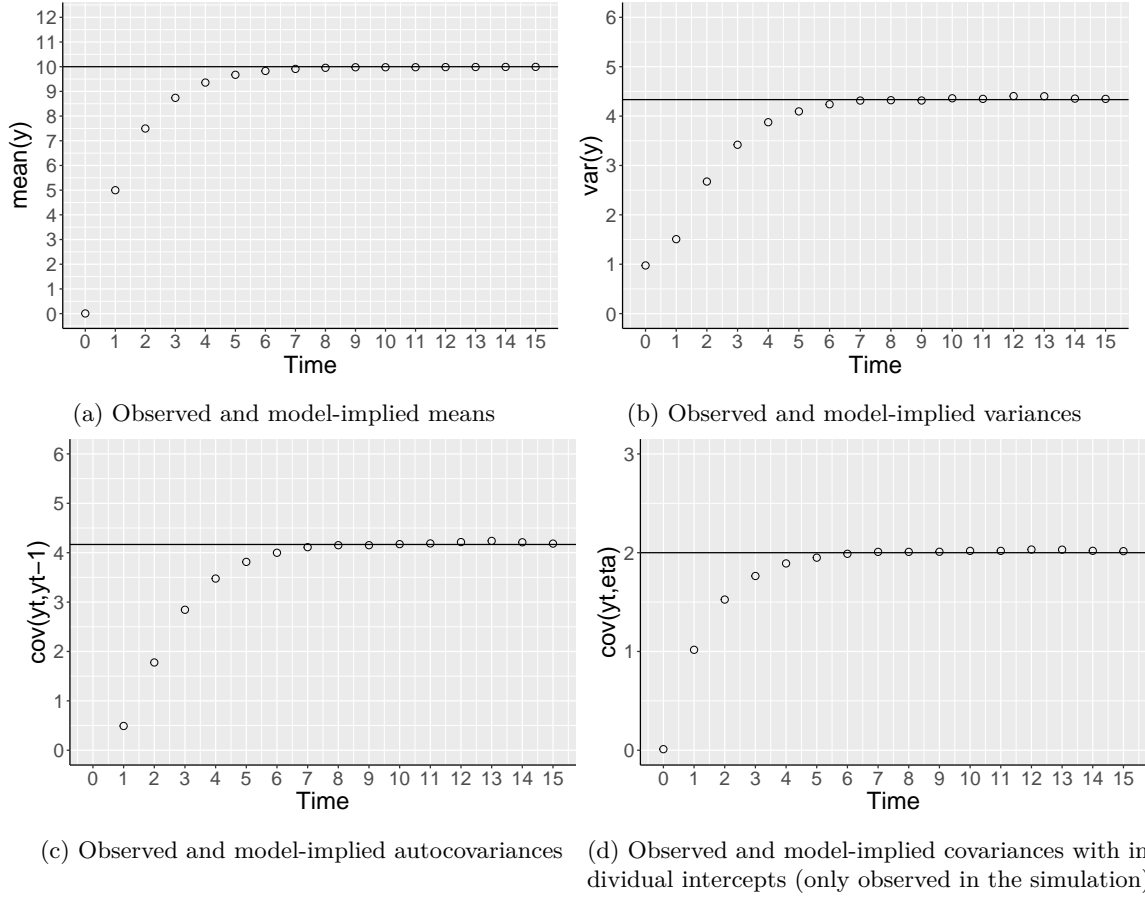 12
11
10
9
8
7
6
5
4
3
2
1
0
mean(y)
0 1 2 3 4 5 6 7 8 9 10 11 12 13 14 15
Time
(a) Observed and model-implied means
6
5
4
3
2
1
0
var(y)
0 1 2 3 4 5 6 7 8 9 10 11 12 13 14 15
Time
(b) Observed and model-implied variances
6
5
4
3
2
1
0
cov(yt,yt−1)
0 1 2 3 4 5 6 7 8 9 10 11 12 13 14 15
Time
(c) Observed and model-implied autocovariances
3
2
1
0
cov(yt,eta)
0 1 2 3 4 5 6 7 8 9 10 11 12 13 14 15
Time
(d) Observed and model-implied covariances with in
dividual intercepts (only observed in the simulation)